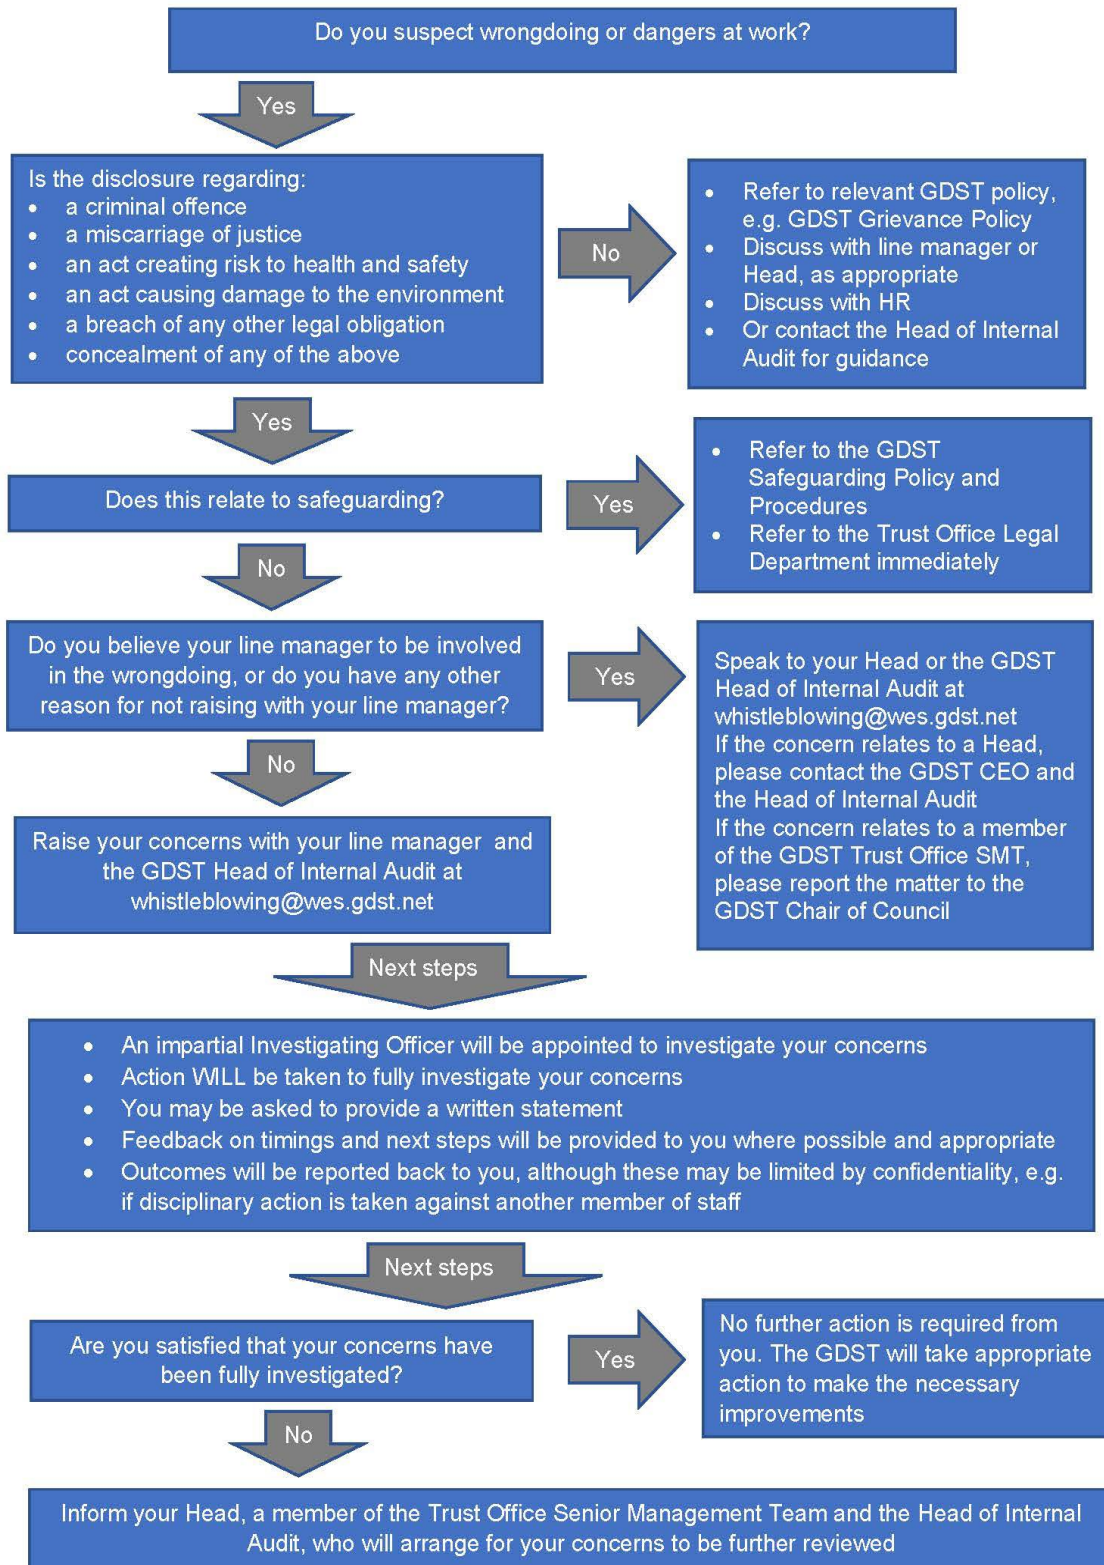 Do you suspect wrongdoing or dangers at work?
Yes
Is the disclosure regarding:
• a criminal offence
• a miscarriage of justice
• an act creating risk to health and safety
• an act causing damage to the environment
• a breach of any other legal obligation
• concealment of any of the above
No
• Refer to relevant GDST policy,
e.g. GDST Grievance Policy
• Discuss with line manager or
Head, as appropriate
• Discuss with HR
• Or contact the Head of Internal
Audit for guidance
Yes
Does this relate to safeguarding?
Yes
• Refer to the GDST
Safeguarding Policy and
Procedures
• Refer to the Trust Office Legal
Department immediately
No
Do you believe your line manager to be involved
in the wrongdoing, or do you have any other
reason for not raising with your line manager?
Yes
Speak to your Head or the GDST
Head of Internal Audit at
whistleblowing@wes.gdst.net
If the concern relates to a Head,
please contact the GDST CEO and
the Head of Internal Audit
If the concern relates to a member
of the GDST Trust Office SMT,
please report the matter to the
GDST Chair of Council
No
Raise your concerns with your line manager and
the GDST Head of Internal Audit at
whistleblowing@wes.gdst.net
Next steps
• An impartial Investigating Officer will be appointed to investigate your concerns
• Action WILL be taken to fully investigate your concerns
• You may be asked to provide a written statement
• Feedback on timings and next steps will be provided to you where possible and appropriate
• Outcomes will be reported back to you, although these may be limited by confidentiality, e.g.
if disciplinary action is taken against another member of staff
Next steps
Are you satisfied that your concerns have
been fully investigated?
Yes
No further action is required from
you. The GDST will take appropriate
action to make the necessary
improvements
No
Inform your Head, a member of the Trust Office Senior Management Team and the Head of Internal
Audit, who will arrange for your concerns to be further reviewed